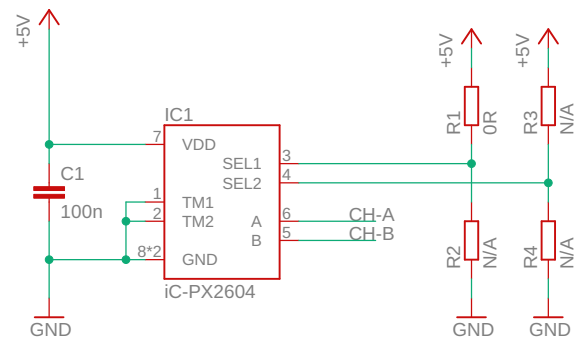 +5V
+5V
+5V
IC1
7 VDD
C1
100n
1 TM1
2 TM2
8*2 GND
SEL1 3
SEL2 4
A 6 CH-A
B 5 CH-B
iC-PX2604
R1
0R
R3
N/A
R2
N/A
R4
N/A
GND
GND
GND